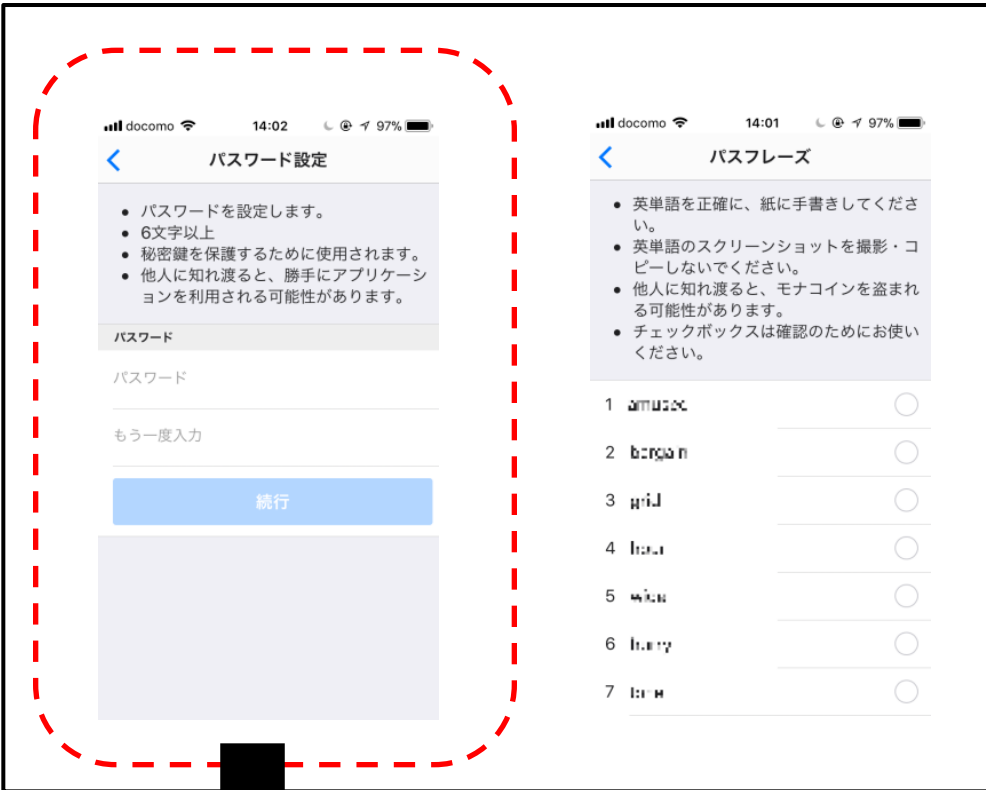 docomo 14:02 97%
パスワード設定
• パスワードを設定します。
• 6文字以上
• 秘密鍵を保護するために使用されます。
• 他人に知れ渡ると、勝手にアプリケーシ
ョンを利用される可能性があります。
パスワード
パスワード
もう一度入力
続行
docomo 14:01 97%
パスフレーズ
• 英単語を正確に、紙に手書きしてくださ
い。
• 英単語のスクリーンショットを撮影・コ
ピーしないでください。
• 他人に知れ渡ると、モナコインを盗まれ
る可能性があります。
• チェックボックスは確認のためにお使い
ください。
1
2
3
4
5
6
7